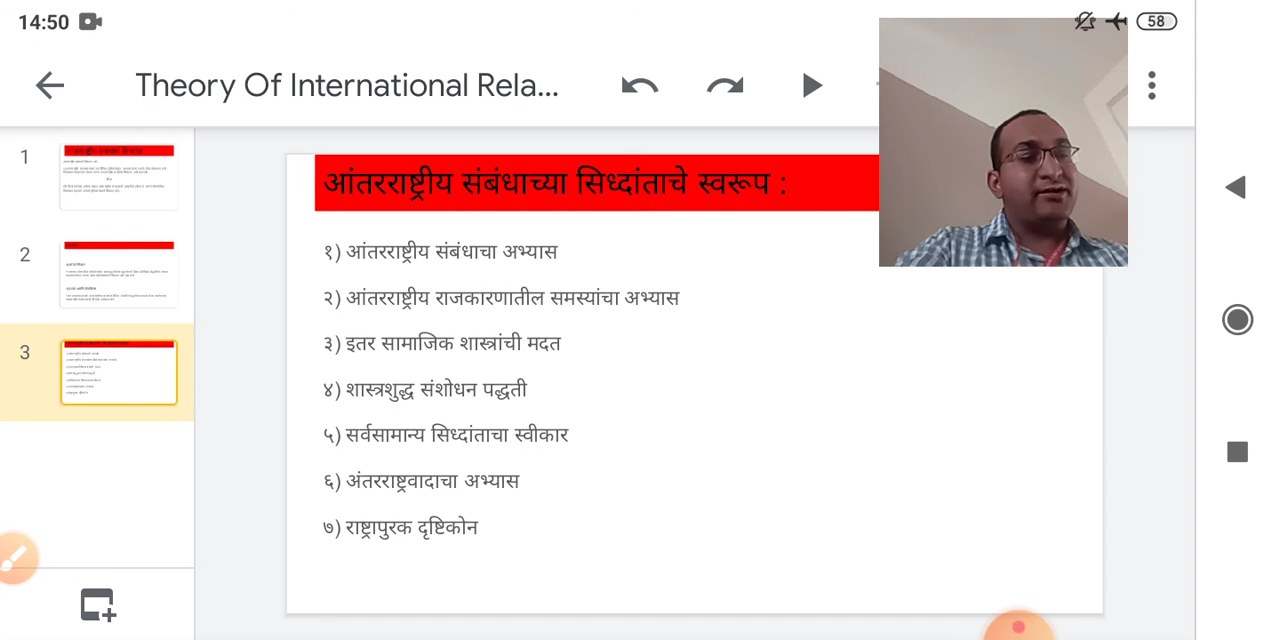 14:50
58
Theory Of International Rela...
1
2
3
आंतरराष्ट्रीय संबंधाच्या सिध्दांताचे स्वरूप :
१) आंतरराष्ट्रीय संबंधाचा अभ्यास
२) आंतरराष्ट्रीय राजकारणातील समस्यांचा अभ्यास
३) इतर सामाजिक शास्त्रांची मदत
४) शास्त्रशुद्ध संशोधन पद्धती
५) सर्वसामान्य सिध्दांताचा स्वीकार
६) अंतरराष्ट्रवादाचा अभ्यास
७) राष्ट्रापुरक दृष्टिकोन